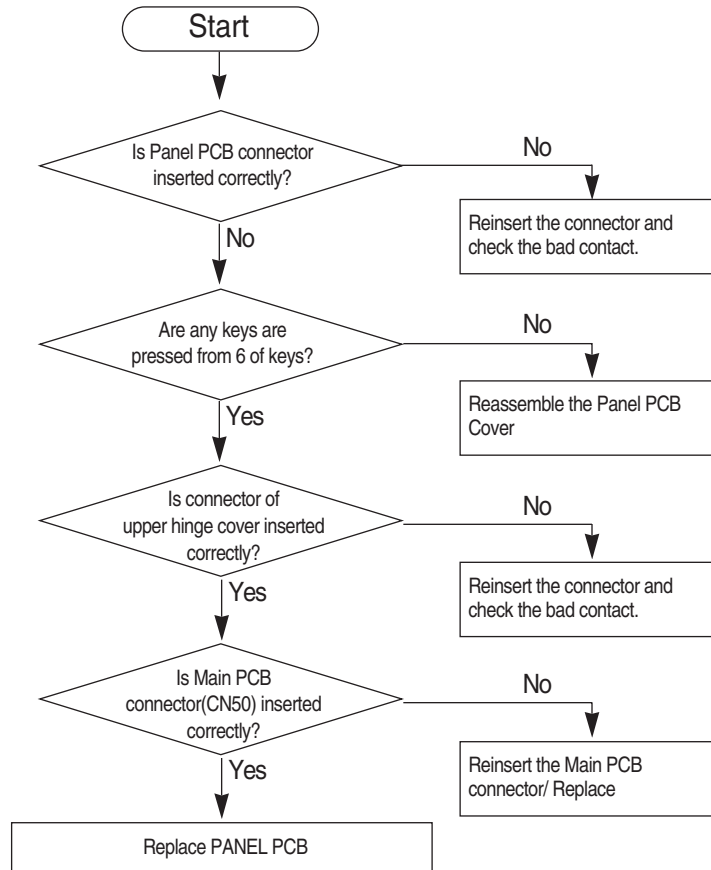 Start
Is Panel PCB connector
inserted correctly?
No
Reinsert the connector and
check the bad contact.
No
Are any keys are
pressed from 6 of keys?
No
Reassemble the Panel PCB
Cover
Yes
Is connector of
upper hinge cover inserted
correctly?
No
Reinsert the connector and
check the bad contact.
Yes
Is Main PCB
connector(CN50) inserted
correctly?
No
Reinsert the Main PCB
connector/ Replace
Yes
Replace PANEL PCB